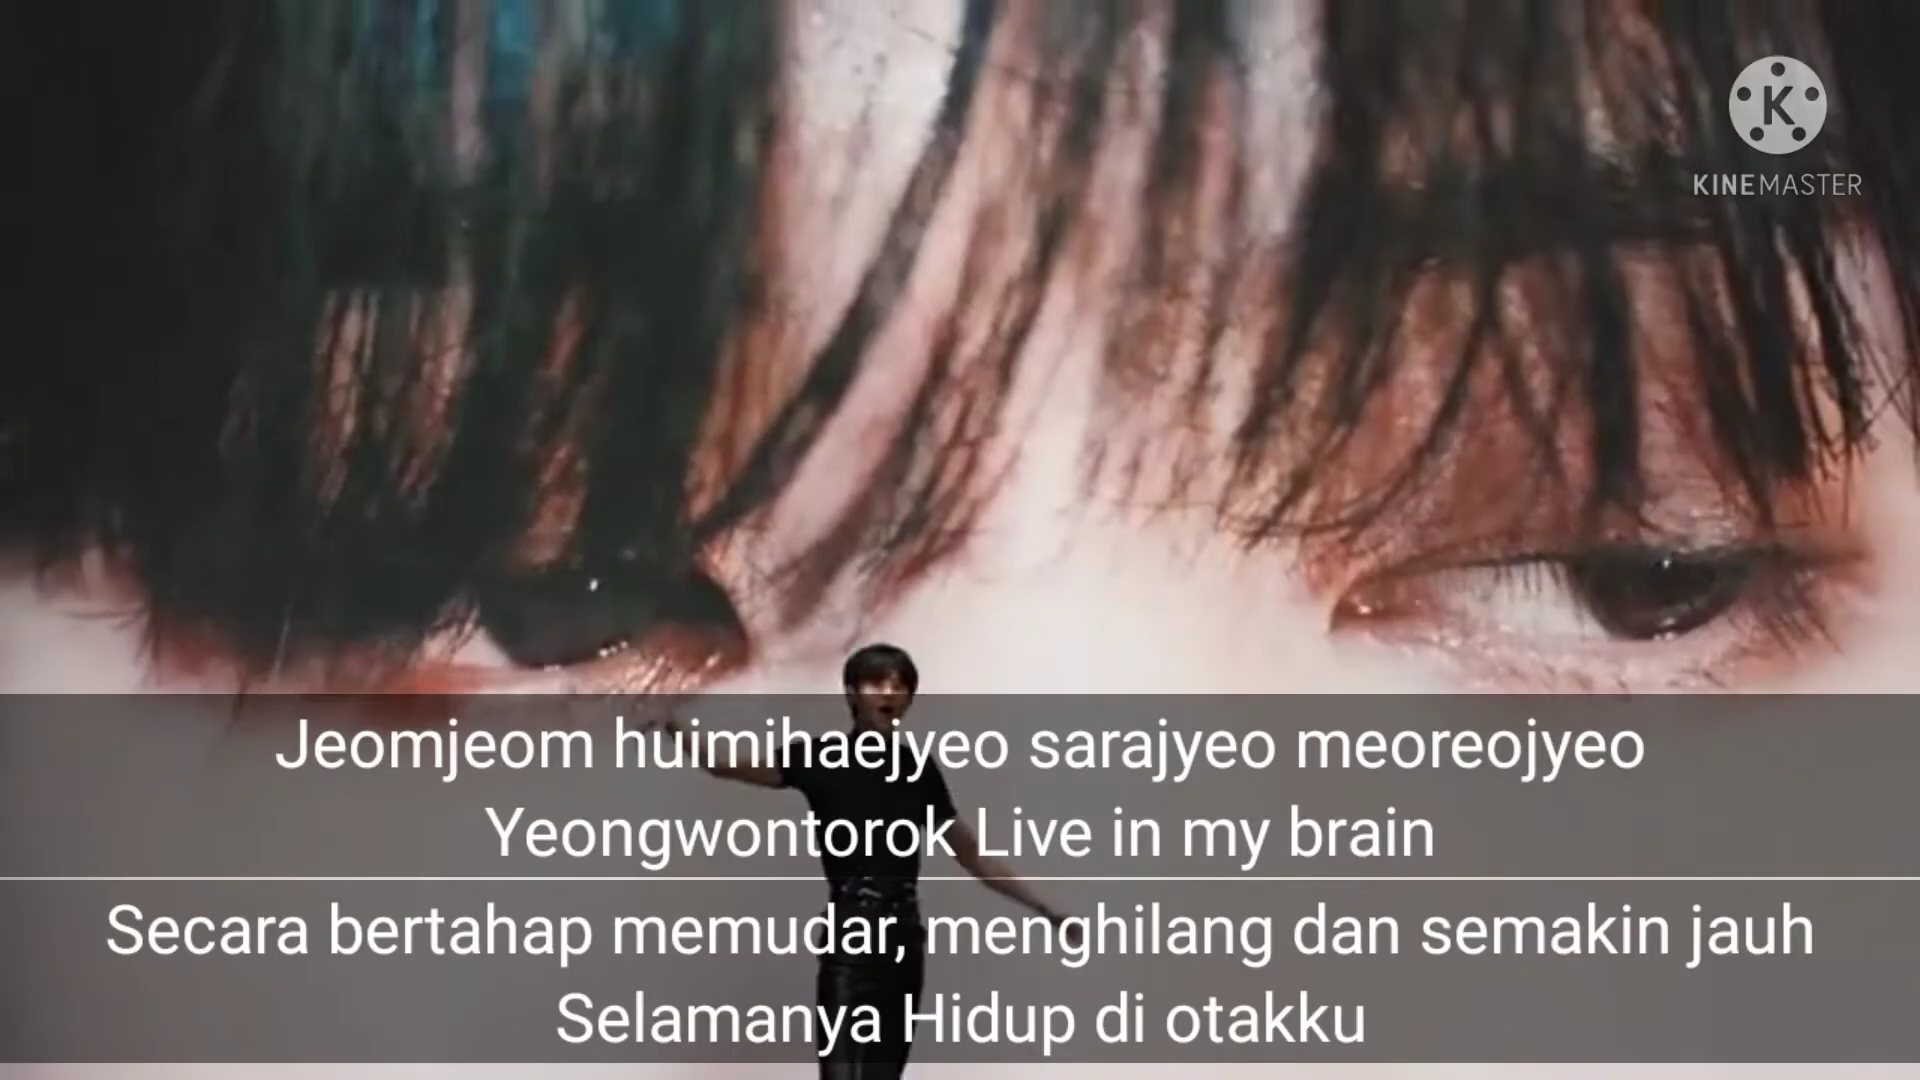 K
KINEMASTER
Jeomjeom huimihaejyeo sarajyeo meoreojyeo
Yeongwontorok Live in my brain
Secara bertahap memudar, menghilang dan semakin jauh
Selamanya Hidup di otakku